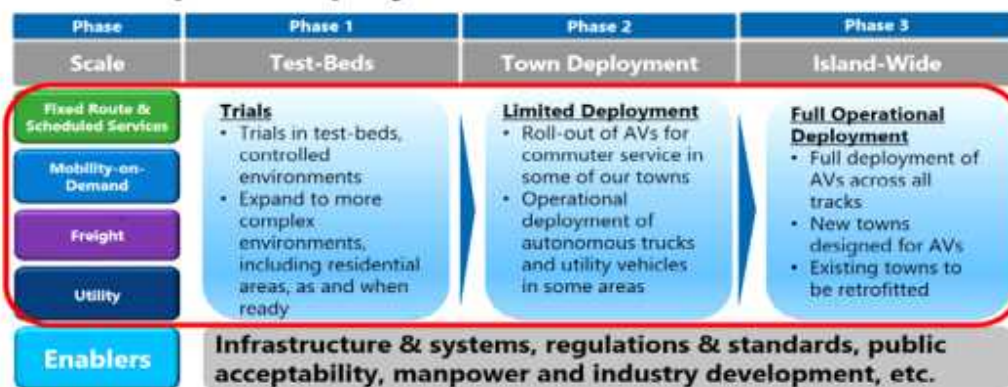 Phase
Phase 1
Phase 2
Phase 3
Scale
Test-Beds
Town Deployment
Island-Wide
Fixed Route &
Scheduled Services
Mobility-on-
Demand
Freight
Utility
Trials
• Trials in test-beds,
controlled
environments
• Expand to more
complex
environments,
including residential
areas, as and when
ready
Limited Deployment
• Roll-out of AVs for
commuter service in
some of our towns
• Operational
deployment of
autonomous trucks
and utility vehicles
in some areas
Full Operational
Deployment
• Full deployment of
AVs across all
tracks
• New towns
designed for AVs
• Existing towns to
be retrofitted
Enablers
Infrastructure & systems, regulations & standards, public
acceptability, manpower and industry development, etc.